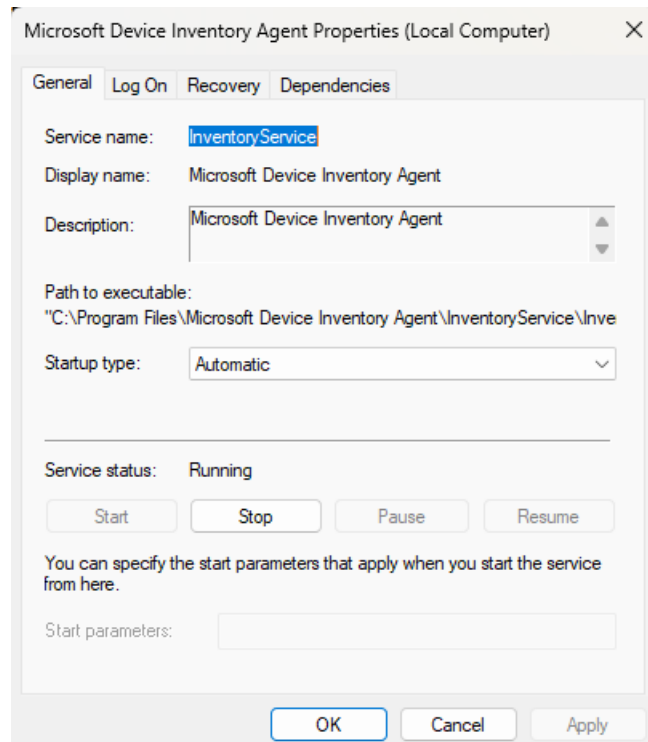 Microsoft Device Inventory Agent Properties (Local Computer)
General Log On Recovery Dependencies
Service name: InventoryService
Display name: Microsoft Device Inventory Agent
Description: Microsoft Device Inventory Agent
Path to executable:
"C:\Program Files\Microsoft Device Inventory Agent\InventoryService\Inve
Startup type: Automatic
Service status: Running
Start Stop Pause Resume
You can specify the start parameters that apply when you start the service
from here.
Start parameters:
OK Cancel Apply